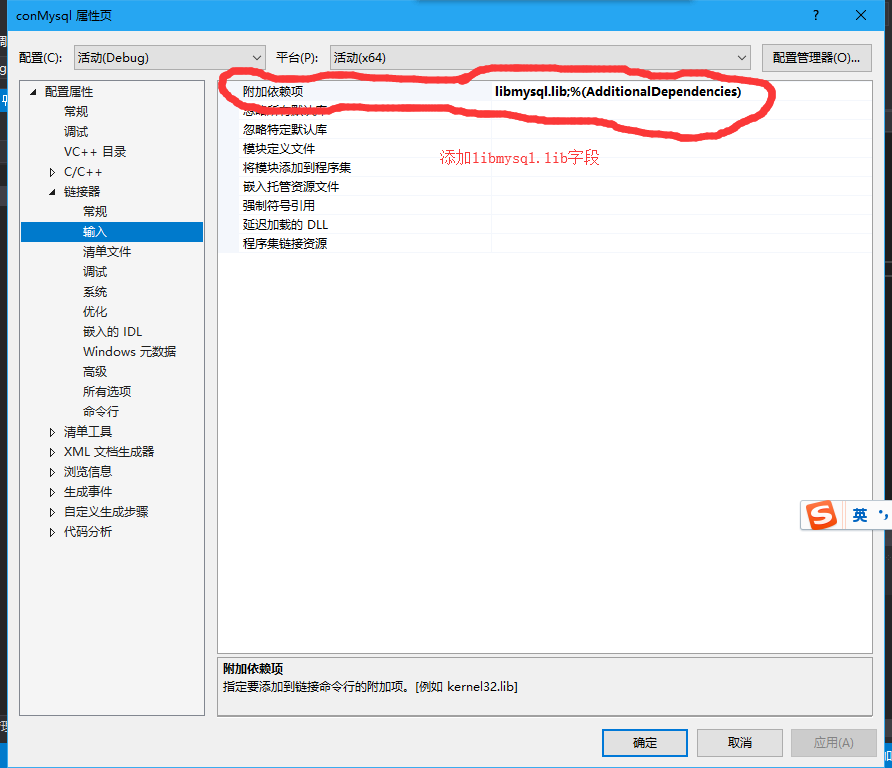 conMysql 属性页
配置(C):
活动(Debug)
平台(P):
活动(x64)
配置管理器(O)...
配置属性
常规
调试
VC++ 目录
C/C++
链接器
常规
输入
清单文件
调试
系统
优化
嵌入的 IDL
Windows 元数据
高级
所有选项
命令行
清单工具
XML 文档生成器
浏览信息
生成事件
自定义生成步骤
代码分析
附加依赖项
libmysql.lib;%(AdditionalDependencies)
忽略所有默认库
忽略特定默认库
模块定义文件
将模块添加到程序集
嵌入托管资源文件
强制符号引用
延迟加载的 DLL
程序集链接资源
添加libmysql.lib字段
英
附加依赖项
指定要添加到链接命令行的附加项。[例如 kernel32.lib]
确定
取消
应用(A)